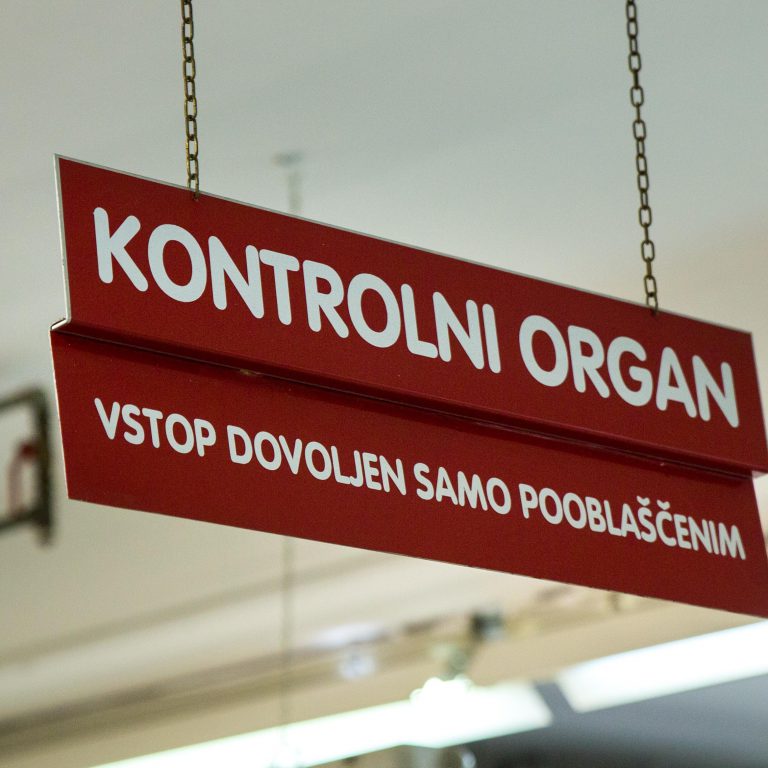 KONTROLNI ORGAN
VSTOP DOVOLJEN SAMO POOBLAŠČENIM